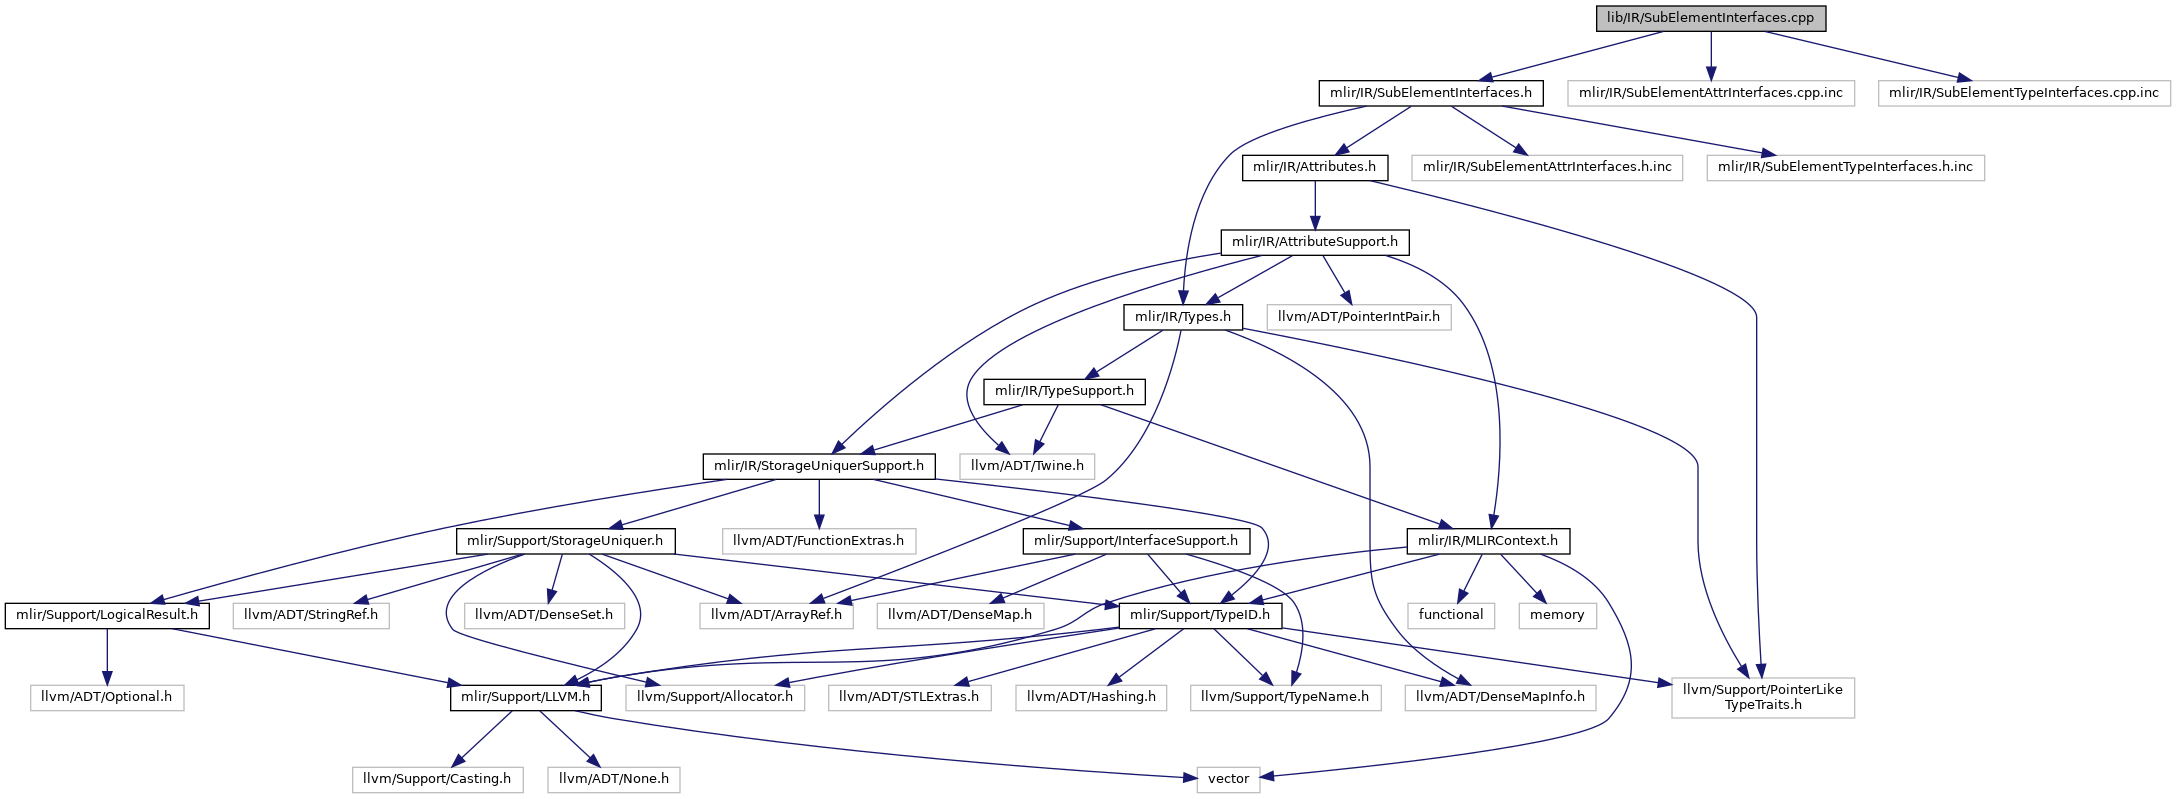 lib/IR/SubElementInterfaces.cpp
mlir/IR/SubElementInterfaces.h
mlir/IR/SubElementAttrInterfaces.cpp.inc
mlir/IR/SubElementTypeInterfaces.cpp.inc
mlir/IR/Attributes.h
mlir/IR/SubElementAttrInterfaces.h.inc
mlir/IR/SubElementTypeInterfaces.h.inc
mlir/IR/AttributeSupport.h
mlir/IR/Types.h
llvm/ADT/PointerIntPair.h
mlir/IR/TypeSupport.h
mlir/IR/StorageUniquerSupport.h
llvm/ADT/Twine.h
mlir/Support/StorageUniquer.h
llvm/ADT/FunctionExtras.h
mlir/Support/InterfaceSupport.h
mlir/IR/MLIRContext.h
mlir/Support/LogicalResult.h
llvm/ADT/StringRef.h
llvm/ADT/DenseSet.h
llvm/ADT/ArrayRef.h
llvm/ADT/DenseMap.h
mlir/Support/TypeID.h
functional
memory
llvm/ADT/Optional.h
mlir/Support/LLVM.h
llvm/Support/Allocator.h
llvm/ADT/STLExtras.h
llvm/ADT/Hashing.h
llvm/Support/TypeName.h
llvm/ADT/DenseMapInfo.h
llvm/Support/PointerLike
TypeTraits.h
llvm/Support/Casting.h
llvm/ADT/None.h
vector